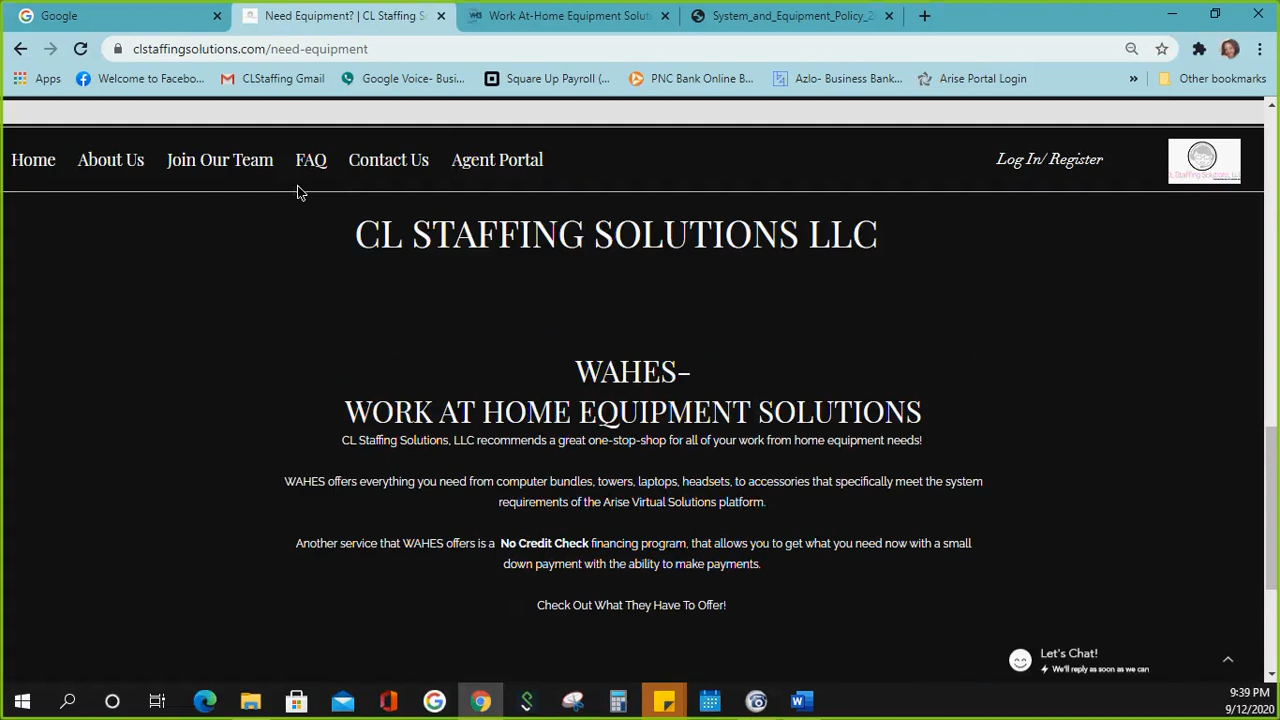 Google
Need Equipment? | CL Staffing S
Work At-Home Equipment Solut
System_and_Equipment_Policy_2
clstaffingsolutions.com/need-equipment
Apps
Welcome to Facebo...
CLStaffing Gmail
Google Voice- Busi...
Square Up Payroll (...
PNC Bank Online B...
Azlo- Business Bank...
Arise Portal Login
Other bookmarks
Home
About Us
Join Our Team
FAQ
Contact Us
Agent Portal
Log In/ Register
CL Staffing Solutions, LLC
CL STAFFING SOLUTIONS LLC
WAHES-
WORK AT HOME EQUIPMENT SOLUTIONS
CL Staffing Solutions, LLC recommends a great one-stop-shop for all of your work from home equipment needs!
WAHES offers everything you need from computer bundles, towers, laptops, headsets, to accessories that specifically meet the system
requirements of the Arise Virtual Solutions platform.
Another service that WAHES offers is a No Credit Check financing program, that allows you to get what you need now with a small
down payment with the ability to make payments.
Check Out What They Have To Offer!
Let's Chat!
We'll reply as soon as we can
9:39 PM
9/12/2020